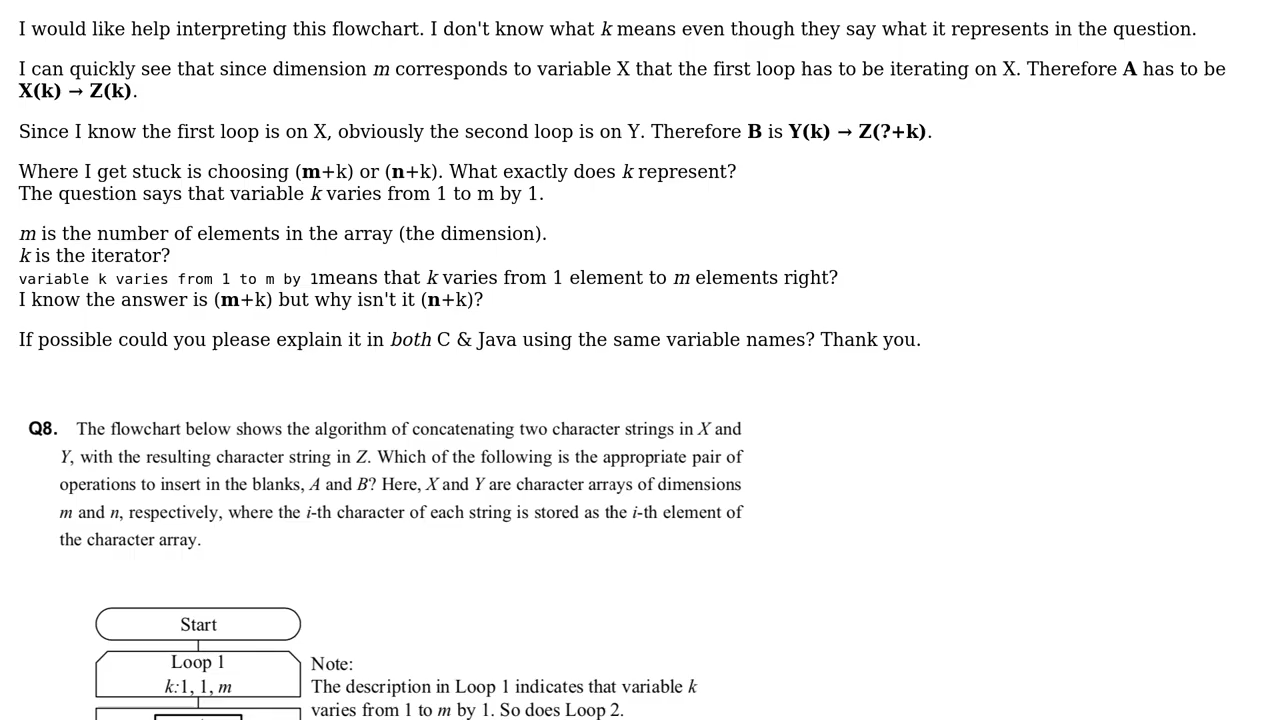 I would like help interpreting this flowchart. I don't know what k means even though they say what it represents in the question.
I can quickly see that since dimension m corresponds to variable X that the first loop has to be iterating on X. Therefore A has to be
X(k) → Z(k).
Since I know the first loop is on X, obviously the second loop is on Y. Therefore B is Y(k) → Z(?+k).
Where I get stuck is choosing (m+k) or (n+k). What exactly does k represent?
The question says that variable k varies from 1 to m by 1.
m is the number of elements in the array (the dimension).
k is the iterator?
variable k varies from 1 to m by 1means that k varies from 1 element to m elements right?
I know the answer is (m+k) but why isn't it (n+k)?
If possible could you please explain it in both C & Java using the same variable names? Thank you.
Q8. The flowchart below shows the algorithm of concatenating two character strings in X and
Y, with the resulting character string in Z. Which of the following is the appropriate pair of
operations to insert in the blanks, A and B? Here, X and Y are character arrays of dimensions
m and n, respectively, where the i-th character of each string is stored as the i-th element of
the character array.
Start
Loop 1
k:1, 1, m
Note:
The description in Loop 1 indicates that variable k
varies from 1 to m by 1. So does Loop 2.